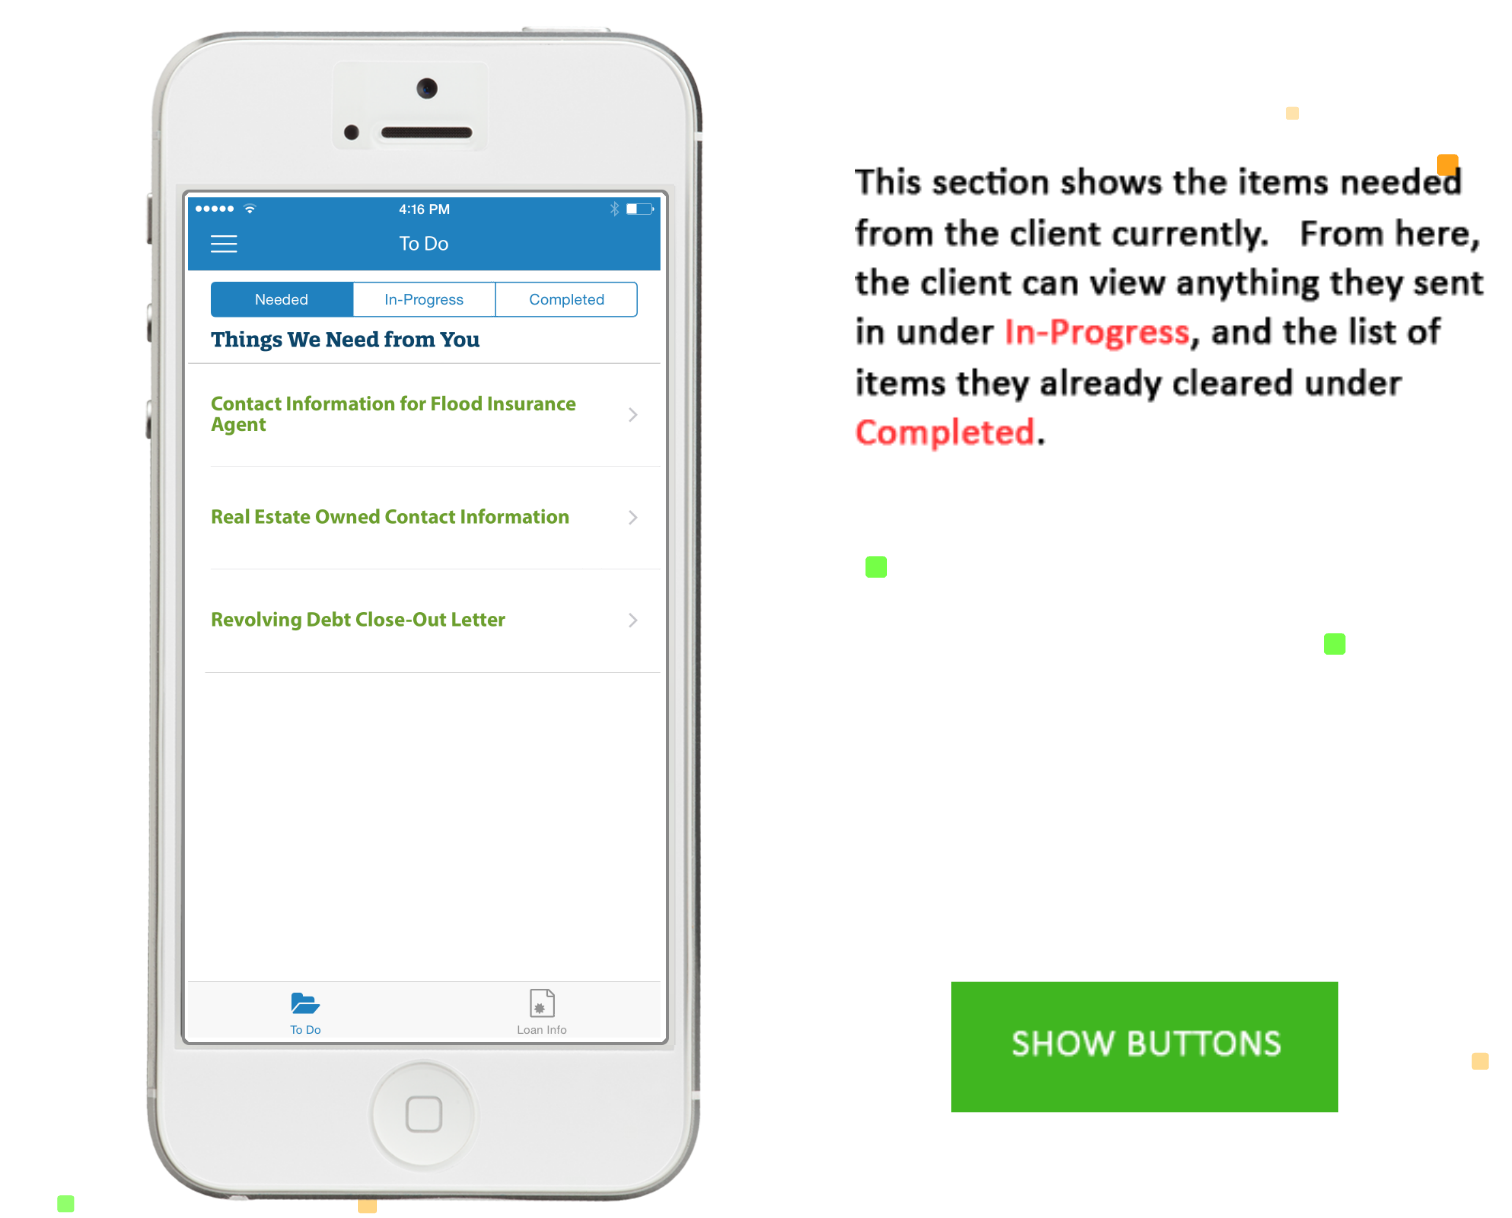 4:16 PM
To Do
Needed
In-Progress
Completed
Things We Need from You
Contact Information for Flood Insurance
Agent
Real Estate Owned Contact Information
Revolving Debt Close-Out Letter
To Do
Loan Info
This section shows the items needed
from the client currently.   From here,
the client can view anything they sent
in under In-Progress, and the list of
items they already cleared under
Completed.
SHOW BUTTONS